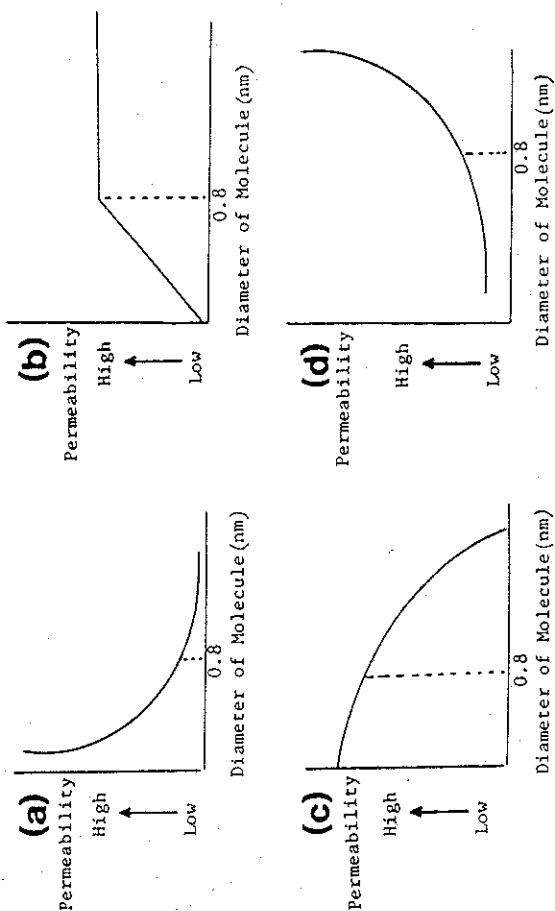 (a)
Permeability
High
Low
0.8
Diameter of Molecule(nm)
(b)
Permeability
High
Low
0.8
Diameter of Molecule(nm)
(c)
Permeability
High
Low
0.8
Diameter of Molecule(nm)
(d)
Permeability
High
Low
0.8
Diameter of Molecule(nm)